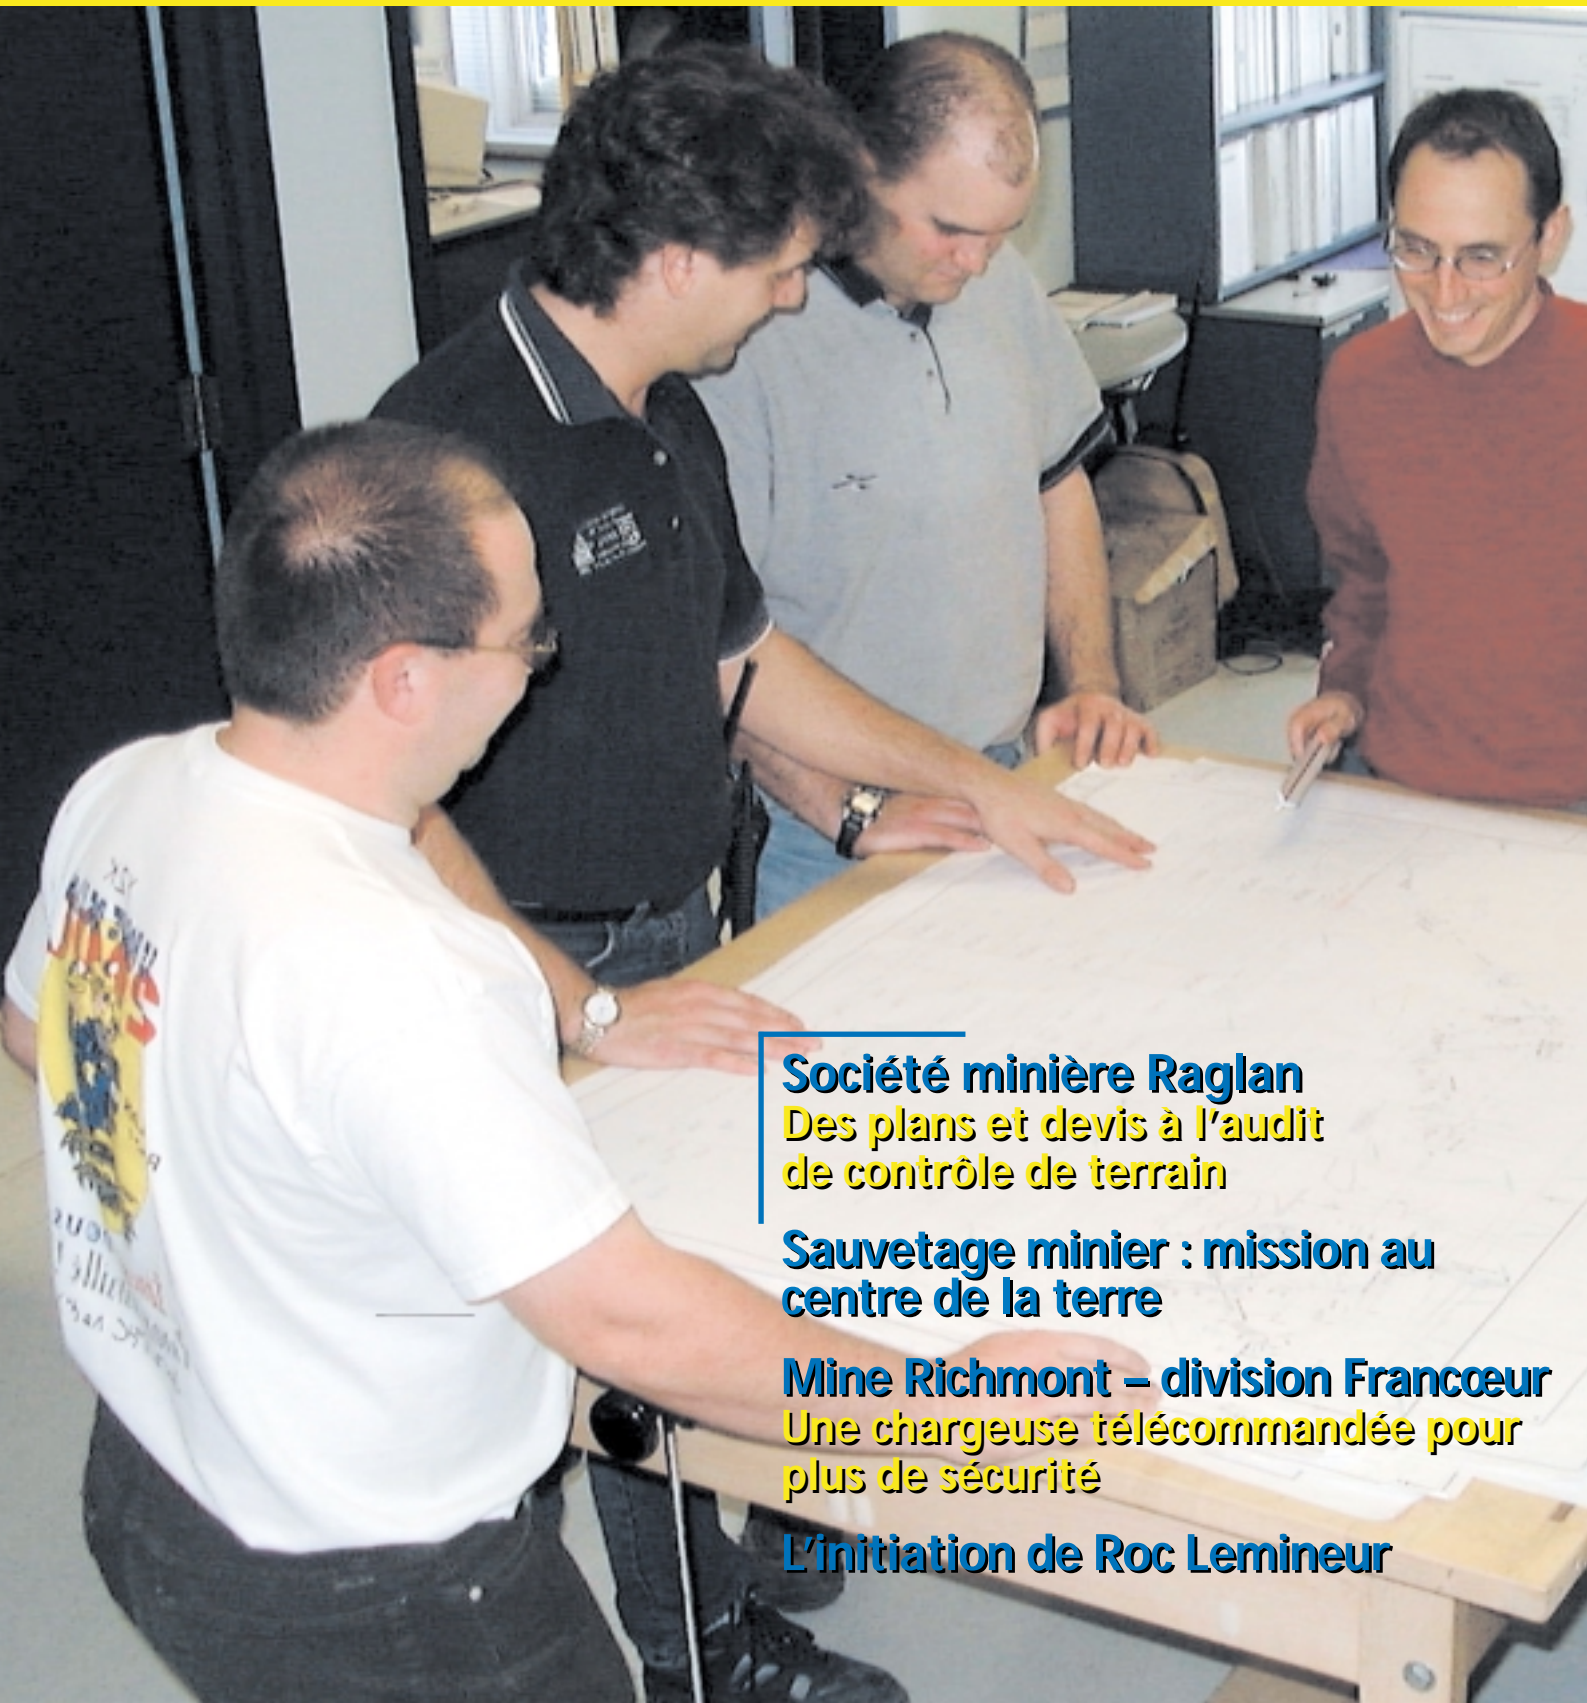 Société minière Raglan
Des plans et devis à l'audit
de contrôle de terrain
Sauvetage minier : mission au
centre de la terre
Mine Richmont – division Francœur
Une chargeuse télécommandée pour
plus de sécurité
L'initiation de Roc Lemineur